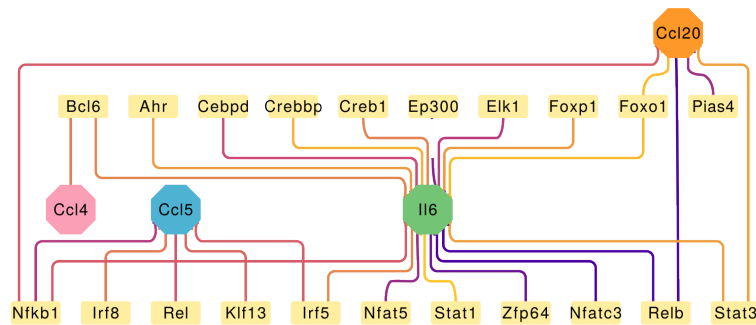 Ccl20
Bcl6 Ahr Cebpd Crebbp Creb1 Ep300 Elk1 Foxp1 Foxo1 Pias4
Ccl4 Ccl5 Il6
Nfkb1 Irf8 Rel Klf13 Irf5 Nfat5 Stat1 Zfp64 Nfatc3 Relb Stat3